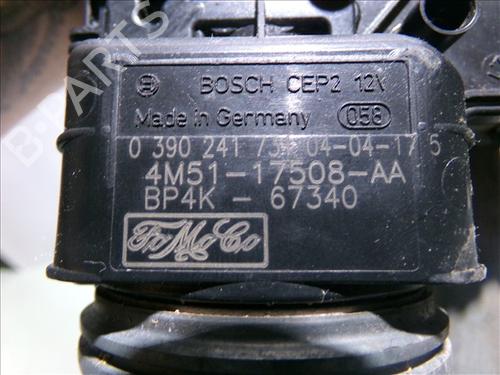 BOSCH CEP2 12V
Made in Germany 058
0 390 241 73 04-04-17 5
4M51-17508-AA
BP4K - 67340
FoMoCo
B-PARTS